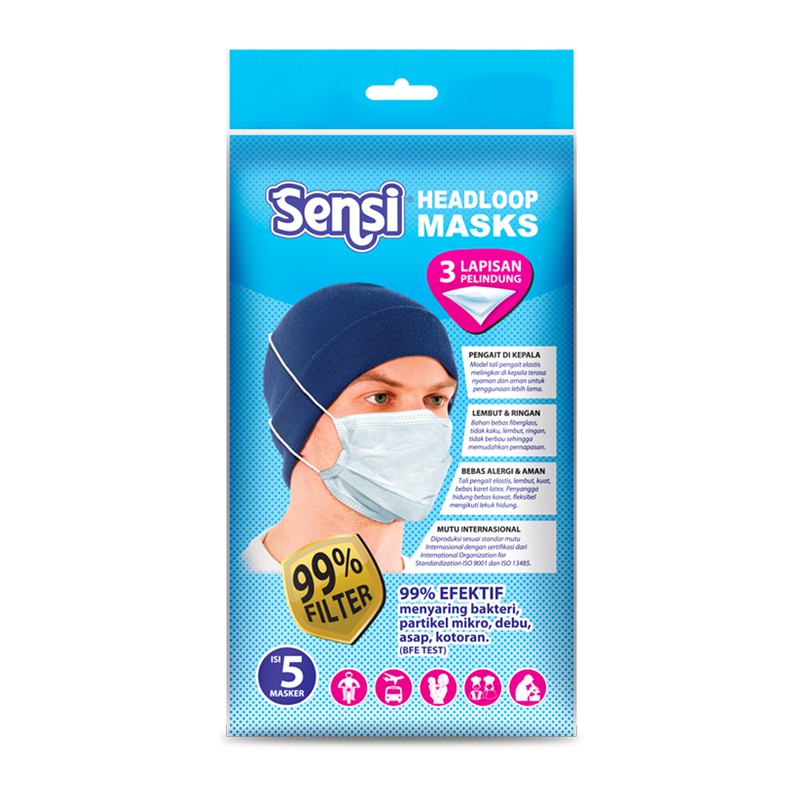 Sensi®
HEADLOOP
MASKS
3 LAPISAN
PELINDUNG
PENGAIT DI KEPALA
Model tali pengait elastis
melingkar di kepala terasa
nyaman dan aman untuk
penggunaan lebih lama.
LEMBUT & RINGAN
Bahan bebas fiberglass,
tidak kaku, lembut, ringan,
tidak berbau sehingga
memudahkan pernapasan.
BEBAS ALERGI & AMAN
Tali pengait elastis, lembut, kuat,
bebas karet latex. Penyangga
hidung bebas kawat, fleksibel
mengikuti lekuk hidung.
MUTU INTERNASIONAL
Diproduksi sesuai standar mutu
Internasional dengan sertifikasi dari
International Organization for
Standardization ISO 9001 dan ISO 13485.
99%
FILTER
99% EFEKTIF
menyaring bakteri,
partikel mikro, debu,
asap, kotoran.
(BFE TEST)
ISI
5
MASKER